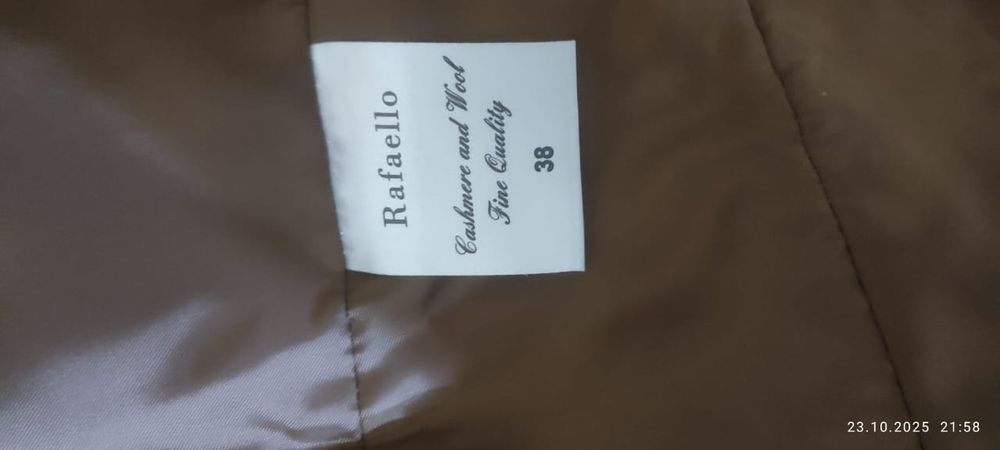 Rafaello
Cashmere and Wool
Fine Quality
38
23.10.2025 21:58